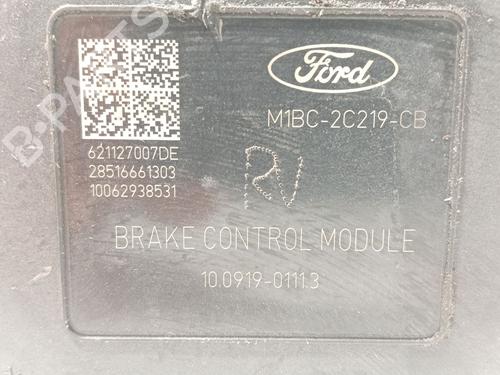 Ford
M1BC-2C219-CB
621127007DE
28516661303
10062938531
RV
BRAKE CONTROL MODULE
10.0919-0111.3
B-PARTS